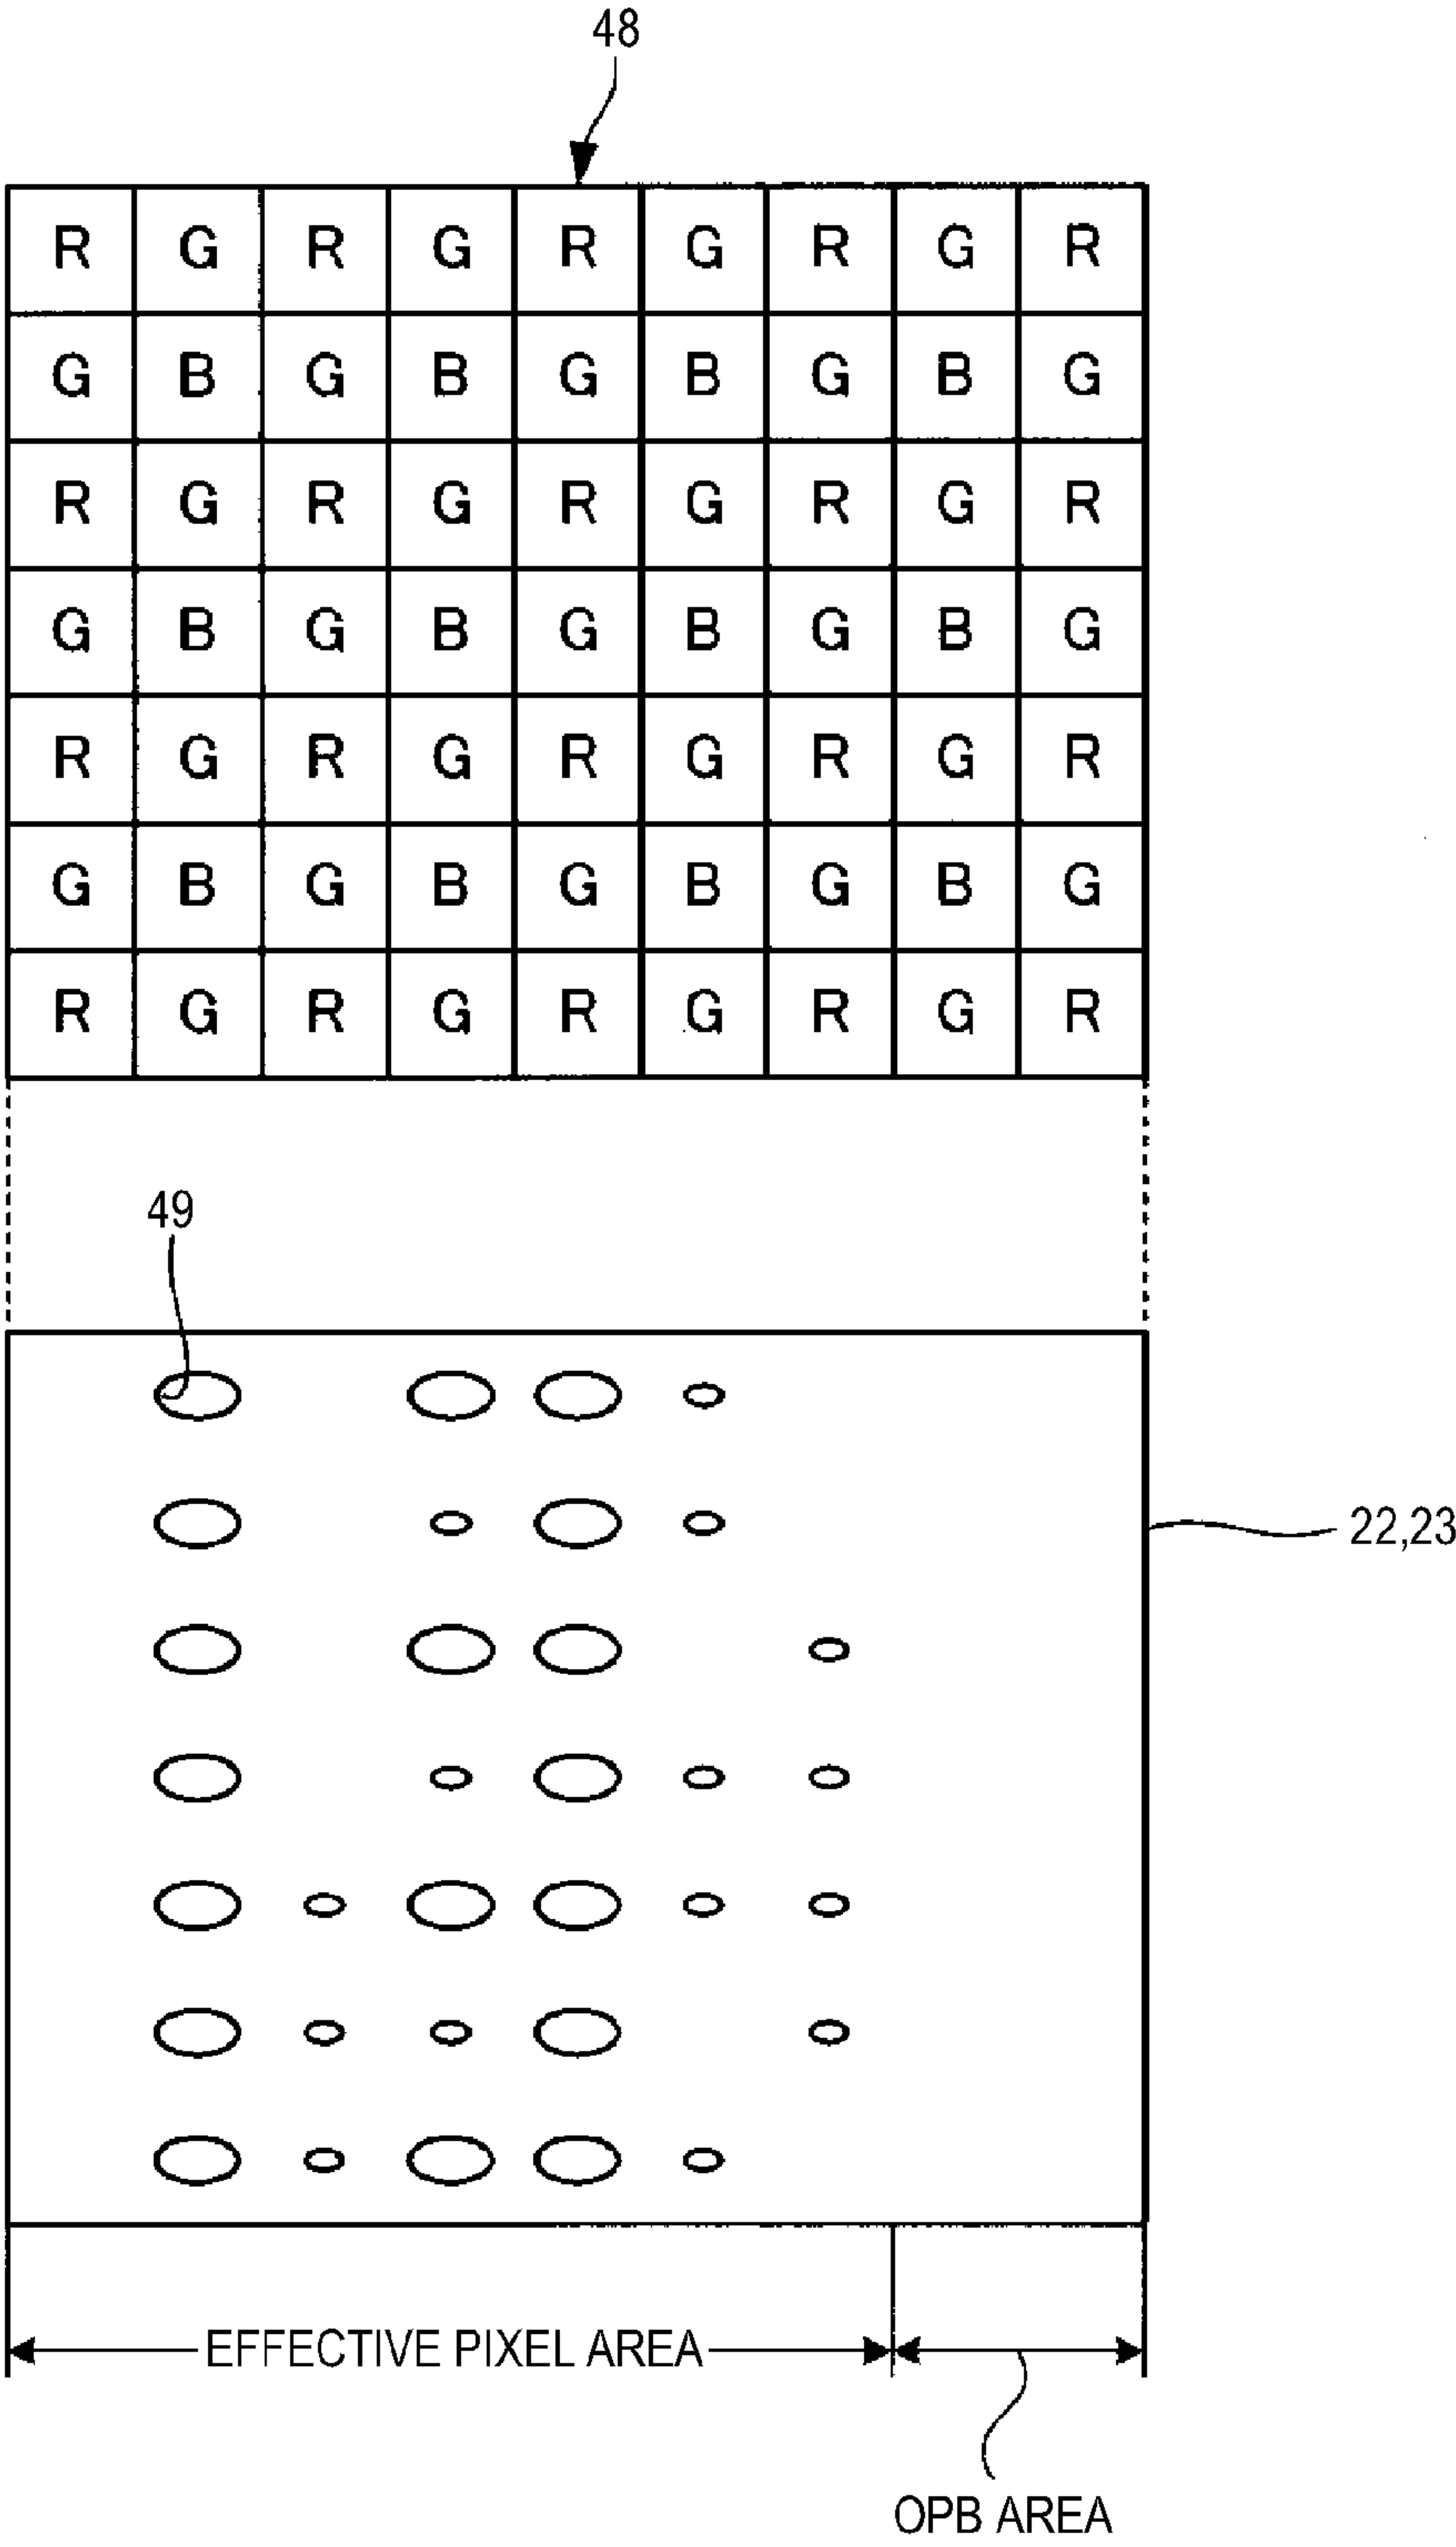 48
R G R G R G R G R
G B G B G B G B G
R G R G R G R G R
G B G B G B G B G
R G R G R G R G R
G B G B G B G B G
R G R G R G R G R
49
22,23
EFFECTIVE PIXEL AREA
OPB AREA